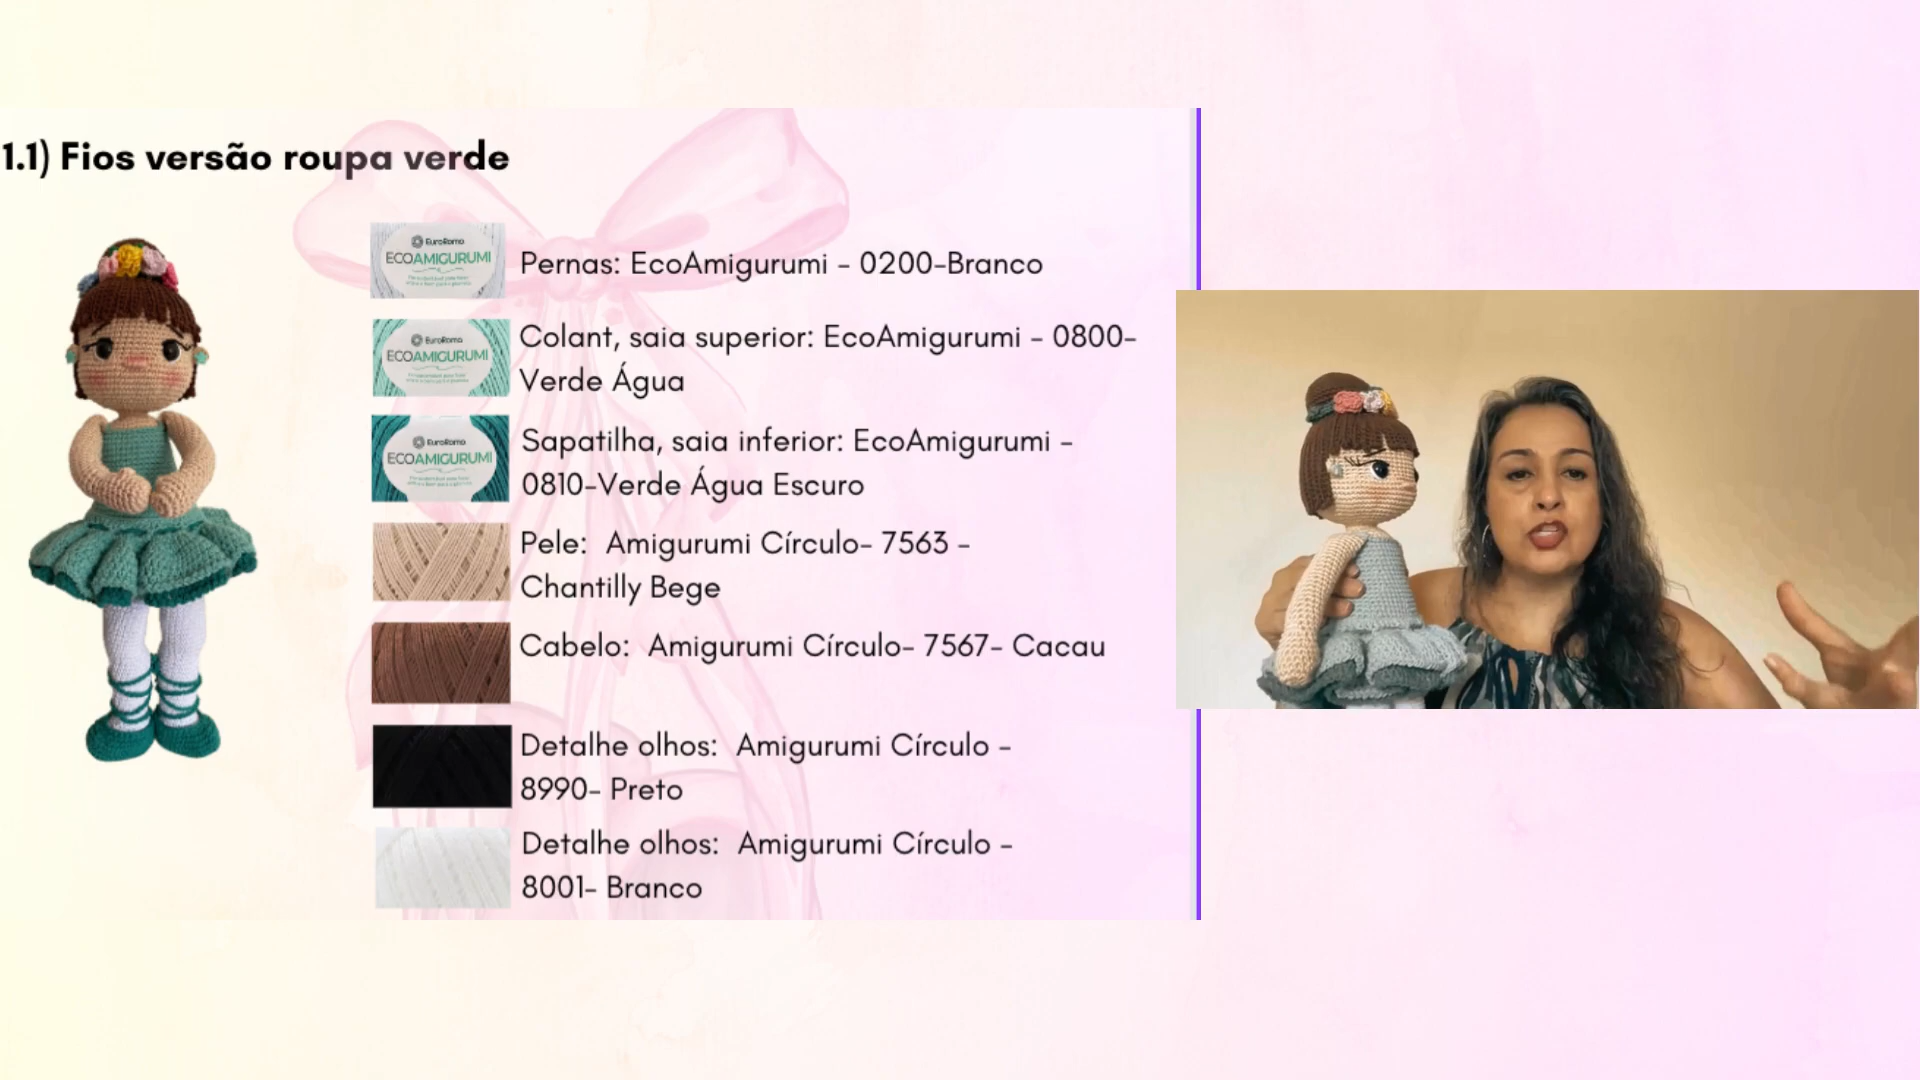 1.1) Fios versão roupa verde
EuroRoma
ECOAMIGURUMI
Pernas: EcoAmigurumi - 0200-Branco
EuroRoma
ECOAMIGURUMI
Colant, saia superior: EcoAmigurumi - 0800-
Verde Água
EuroRoma
ECOAMIGURUMI
Sapatilha, saia inferior: EcoAmigurumi -
0810-Verde Água Escuro
Pele:  Amigurumi Círculo- 7563 -
Chantilly Bege
Cabelo:  Amigurumi Círculo- 7567- Cacau
Detalhe olhos:  Amigurumi Círculo -
8990- Preto
Detalhe olhos:  Amigurumi Círculo -
8001- Branco